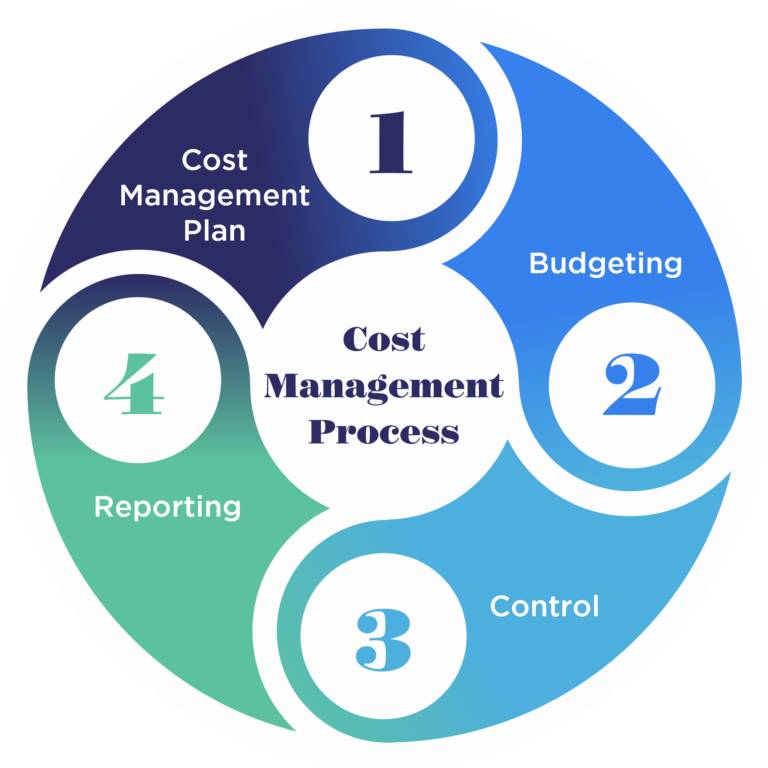 1
Cost
Management
Plan
Budgeting
2
Cost
Management
Process
4
Reporting
3
Control